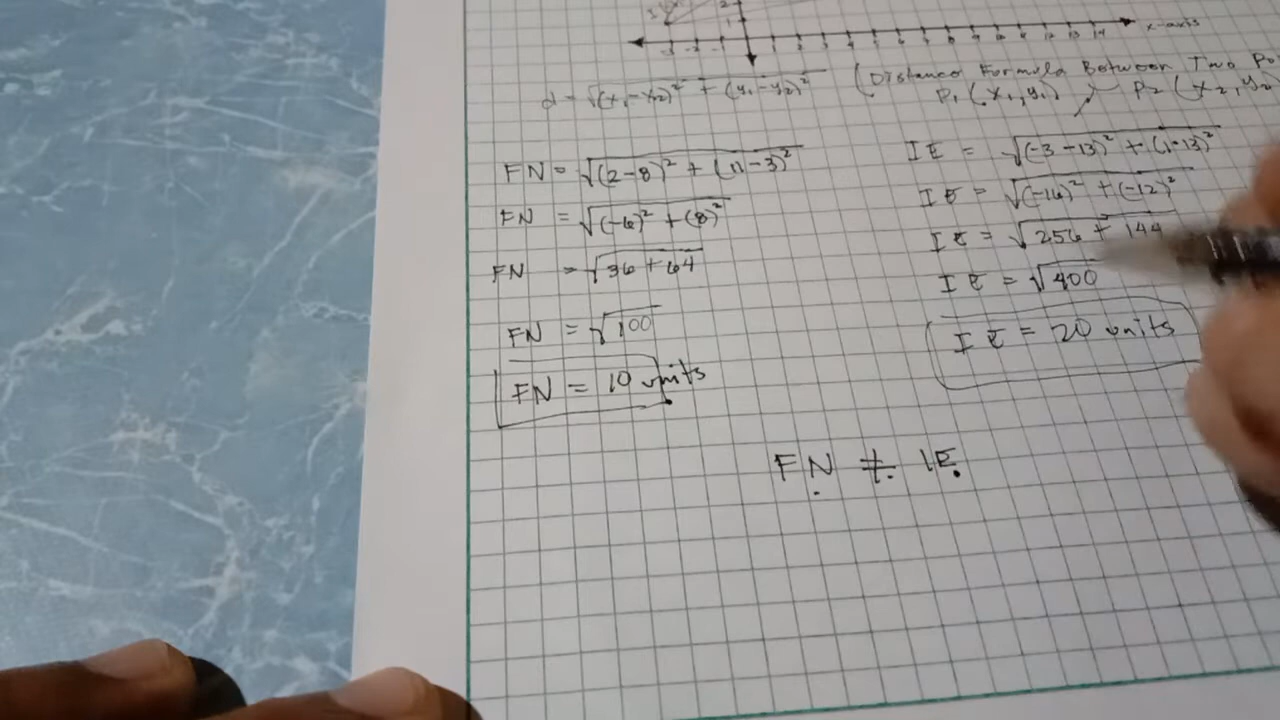 x-axis
d = √(x₁-x₂)² + (y₁-y₂)² (Distance Formula Between Two
P₁ (x₁, y₁) P₂ (x₂, y₂
FN = √(2-8)² + (11-3)²
FN = √(-6)² + (8)²
FN = √36 + 64
FN = √100
FN = 10 units
IE = √(-3-13)² + (1-13)²
IE = √(-16)² + (-12)²
IE = √256 + 144
IE = √400
IE = 20 units
FN ≠ IE